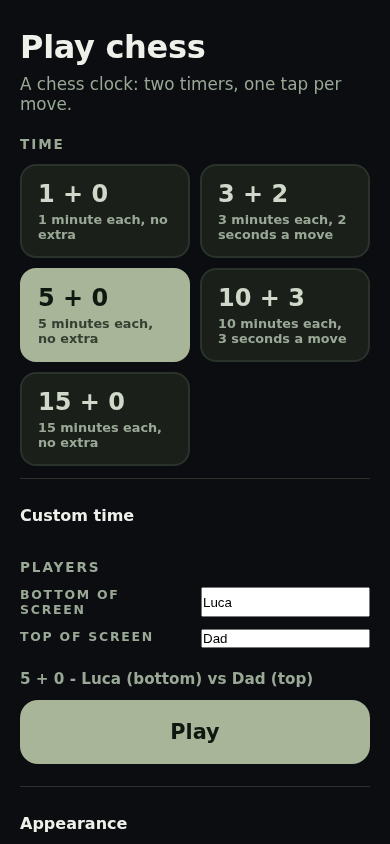 Play chess
A chess clock: two timers, one tap per
move.
TIME
1 + 0
1 minute each, no
extra
3 + 2
3 minutes each, 2
seconds a move
5 + 0
5 minutes each,
no extra
10 + 3
10 minutes each,
3 seconds a move
15 + 0
15 minutes each,
no extra
Custom time
PLAYERS
BOTTOM OF
SCREEN
Luca
TOP OF SCREEN
Dad
5 + 0 - Luca (bottom) vs Dad (top)
Play
Appearance